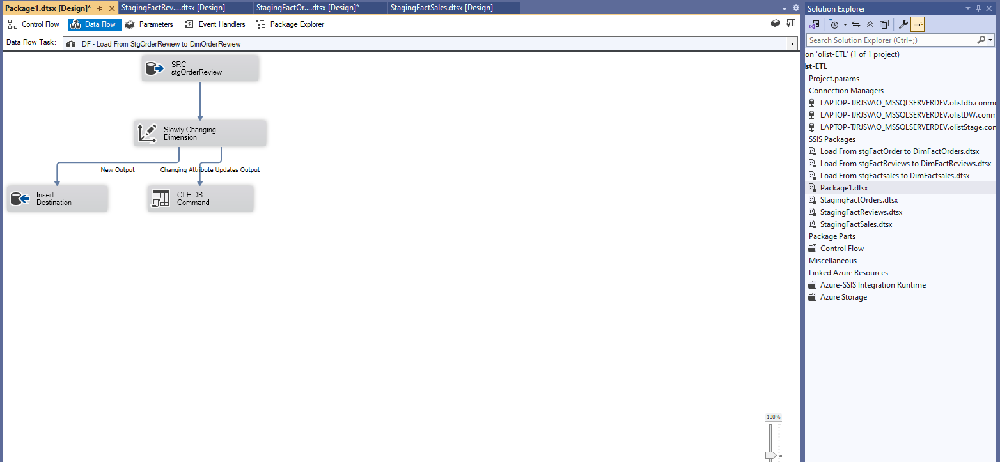 Package1.dtsx [Design]*
StagingFactRev....dtsx [Design]
StagingFactOr....dtsx [Design]*
StagingFactSales.dtsx [Design]
Control Flow
Data Flow
Parameters
Event Handlers
Package Explorer
Data Flow Task:
DF - Load From StgOrderReview to DimOrderReview
SRC -
stgOrderReview
Slowly Changing
Dimension
New Output
Changing Attribute Updates Output
Insert
Destination
OLE DB
Command
100%
Solution Explorer
Search Solution Explorer (Ctrl+;)
on 'olist-ETL' (1 of 1 project)
ist-ETL
Project.params
Connection Managers
LAPTOP-TJRJSVAO_MSSQLSERVERDEV.olistdb.conmg
LAPTOP-TJRJSVAO_MSSQLSERVERDEV.olistDW.conm
LAPTOP-TJRJSVAO_MSSQLSERVERDEV.olistStage.con
SSIS Packages
Load From stgFactOrder to DimFactOrders.dtsx
Load From stgFactReviews to DimFactReviews.dtsx
Load From stgFactsales to DimFactsales.dtsx
Package1.dtsx
StagingFactOrders.dtsx
StagingFactReviews.dtsx
StagingFactSales.dtsx
Package Parts
Control Flow
Miscellaneous
Linked Azure Resources
Azure-SSIS Integration Runtime
Azure Storage